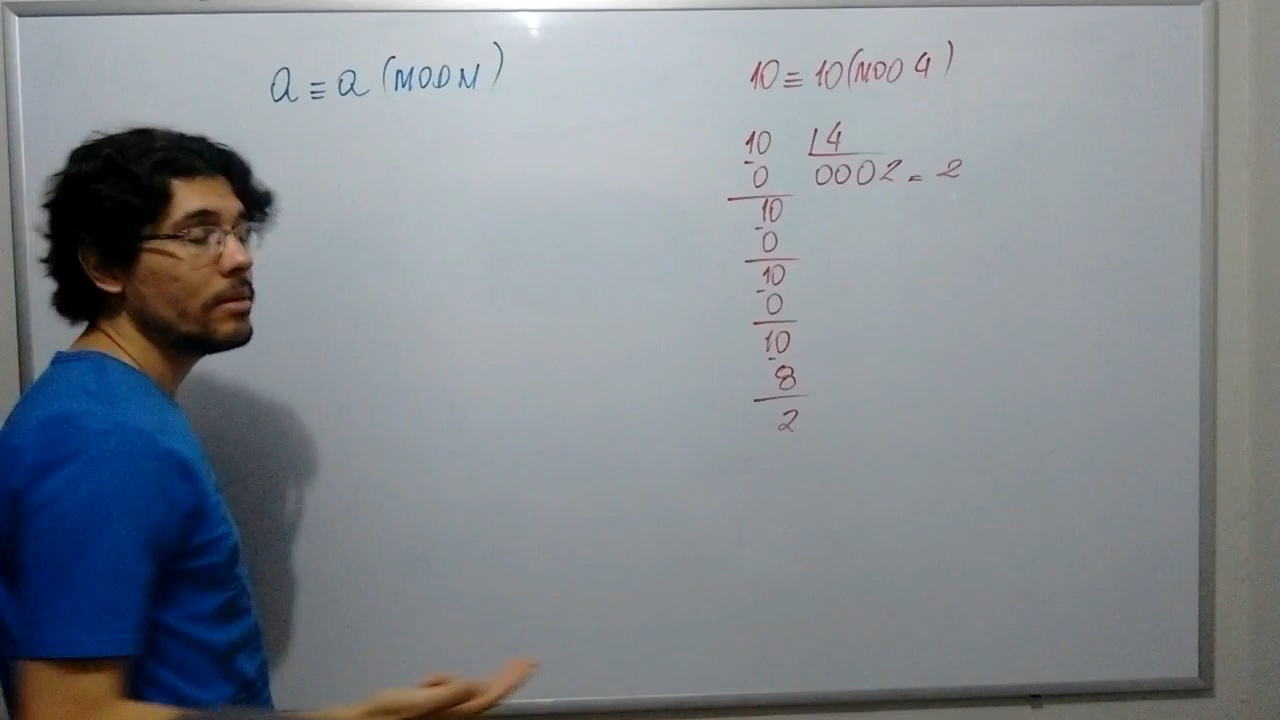 a ≡ a (MOD N)
10 ≡ 10 (MOD 4)
10 | 4
- 0 0002 = 2
10
- 0
10
- 0
10
- 8
2